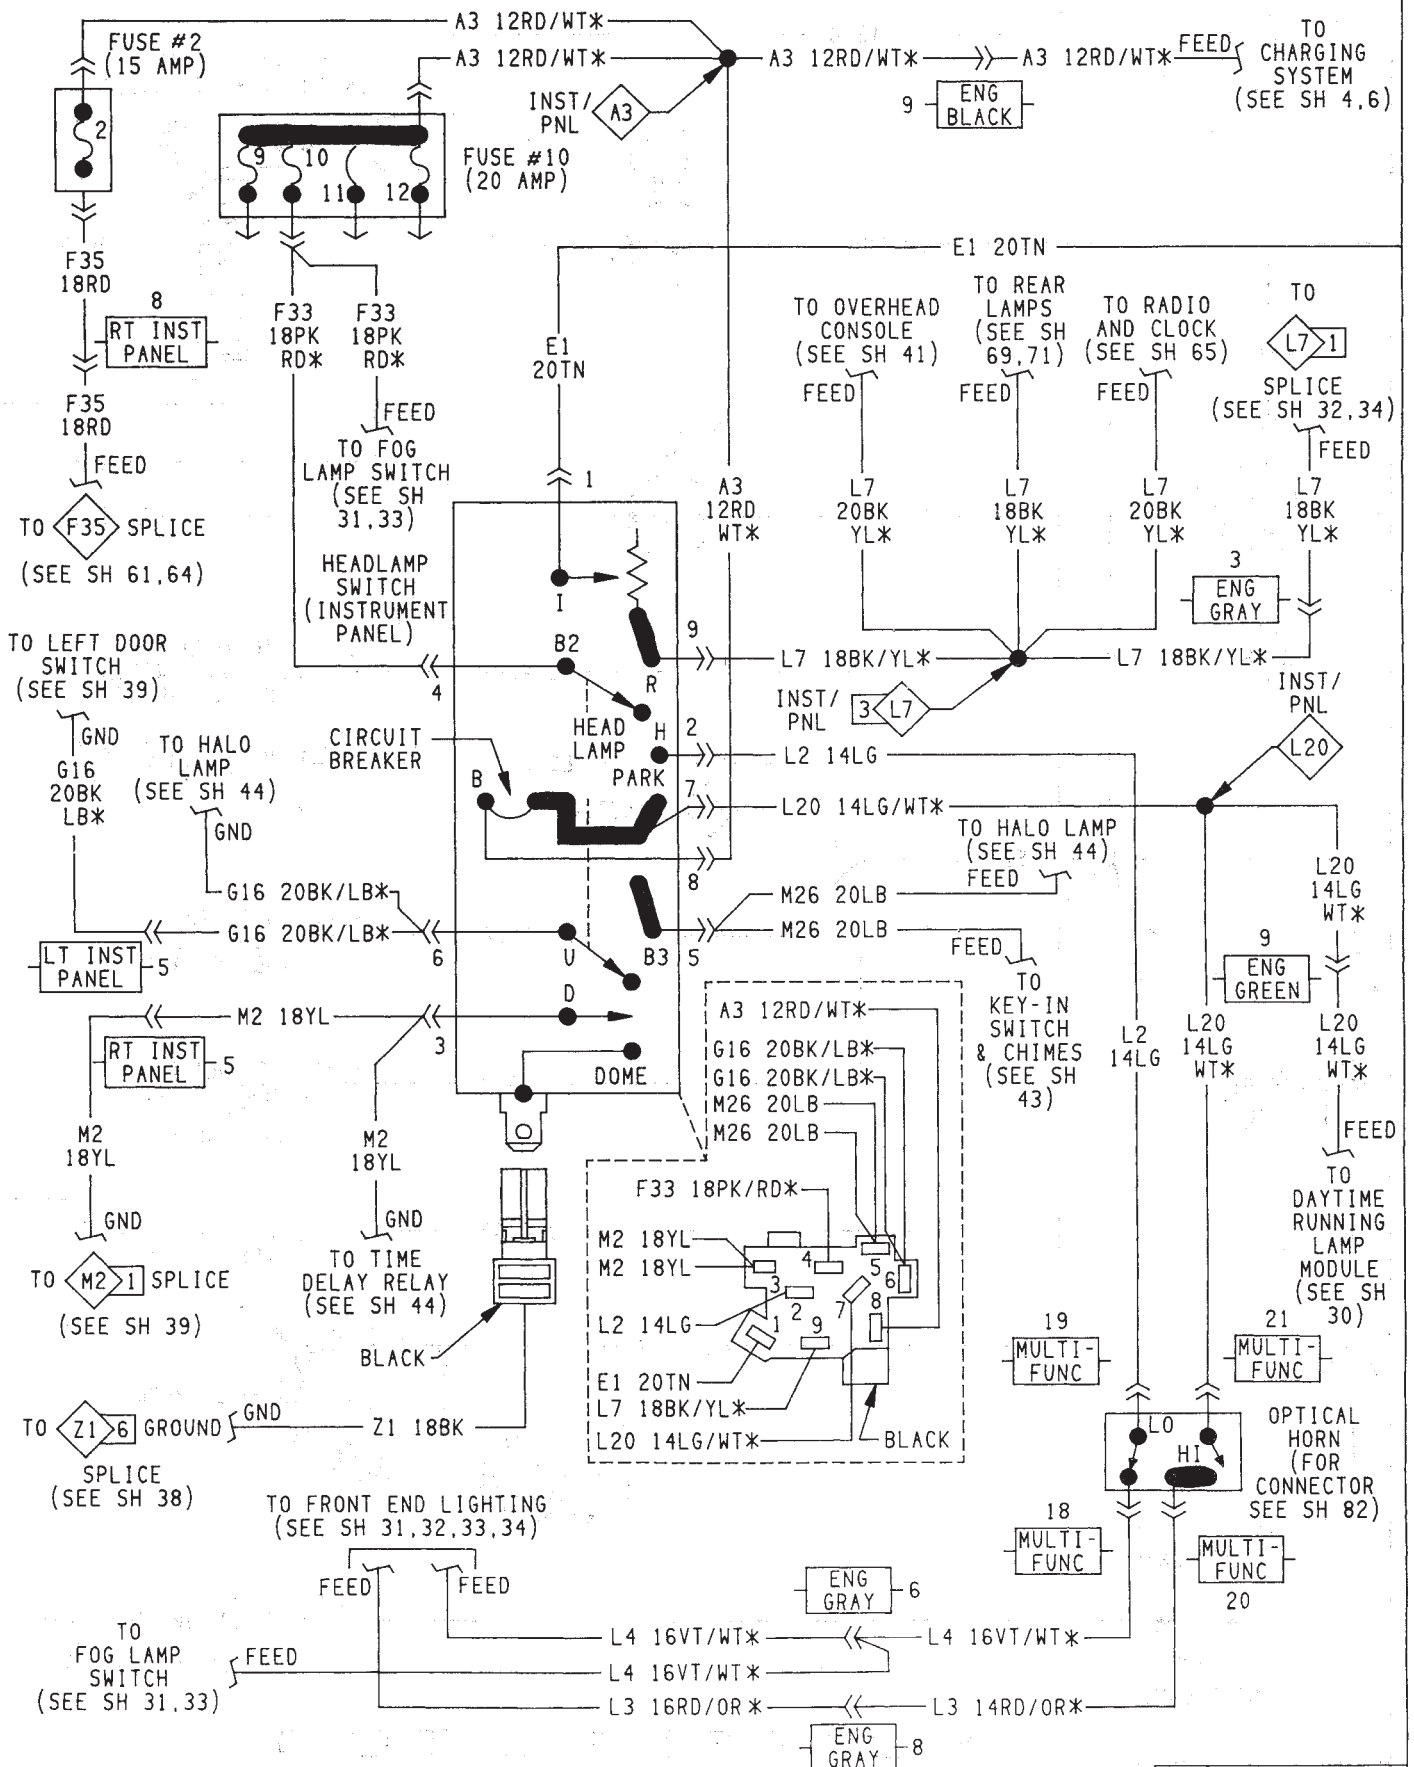 A3 12RD/WT*
FUSE #2
(15 AMP)
A3 12RD/WT*
A3 12RD/WT*
A3 12RD/WT*
FEED
TO
CHARGING
SYSTEM
(SEE SH 4,6)
INST/
PNL
A3
9
ENG
BLACK
2
9
10
11
12
FUSE #10
(20 AMP)
E1 20TN
F35
18RD
8
RT INST
PANEL
F33
18PK
RD*
F33
18PK
RD*
E1
20TN
TO OVERHEAD
CONSOLE
(SEE SH 41)
FEED
TO REAR
LAMPS
(SEE SH
69,71)
FEED
TO RADIO
AND CLOCK
(SEE SH 65)
FEED
TO
L7
1
SPLICE
(SEE SH 32,34)
FEED
F35
18RD
FEED
FEED
TO FOG
LAMP SWITCH
(SEE SH
31,33)
TO
F35
SPLICE
(SEE SH 61,64)
1
A3
12RD
WT*
L7
20BK
YL*
L7
18BK
YL*
L7
20BK
YL*
L7
18BK
YL*
HEADLAMP
SWITCH
(INSTRUMENT
PANEL)
I
3
ENG
GRAY
TO LEFT DOOR
SWITCH
(SEE SH 39)
GND
4
B2
9
R
L7 18BK/YL*
L7 18BK/YL*
INST/
PNL
3
L7
INST/
PNL
L20
G16
20BK
LB*
TO HALO
LAMP
(SEE SH 44)
GND
CIRCUIT
BREAKER
HEAD
LAMP
H
2
L2 14LG
B
PARK
7
L20 14LG/WT*
TO HALO LAMP
(SEE SH 44)
FEED
8
L20
14LG
WT*
G16 20BK/LB*
M26 20LB
G16 20BK/LB*
6
U
B3
5
M26 20LB
FEED
LT INST
PANEL
5
9
ENG
GREEN
TO
KEY-IN
SWITCH
& CHIMES
(SEE SH
43)
M2 18YL
3
D
DOME
RT INST
PANEL
5
A3 12RD/WT*
G16 20BK/LB*
G16 20BK/LB*
M26 20LB
M26 20LB
L2
14LG
L20
14LG
WT*
L20
14LG
WT*
FEED
M2
18YL
M2
18YL
F33 18PK/RD*
TO
DAYTIME
RUNNING
LAMP
MODULE
(SEE SH
30)
GND
GND
M2 18YL
M2 18YL
4
5
6
3
2
7
8
1
9
TO
M2
1
SPLICE
(SEE SH 39)
TO TIME
DELAY RELAY
(SEE SH 44)
L2 14LG
BLACK
E1 20TN
L7 18BK/YL*
L20 14LG/WT*
BLACK
19
MULTI-
FUNC
21
MULTI-
FUNC
TO
Z1
6
GROUND
GND
Z1 18BK
SPLICE
(SEE SH 38)
LO
HI
OPTICAL
HORN
(FOR
CONNECTOR
SEE SH 82)
TO FRONT END LIGHTING
(SEE SH 31,32,33,34)
FEED
FEED
18
MULTI-
FUNC
MULTI-
FUNC
20
ENG
GRAY
6
L4 16VT/WT*
L4 16VT/WT*
TO
FOG LAMP
SWITCH
(SEE SH 31,33)
FEED
L4 16VT/WT*
L3 16RD/OR*
L3 14RD/OR*
ENG
GRAY
8